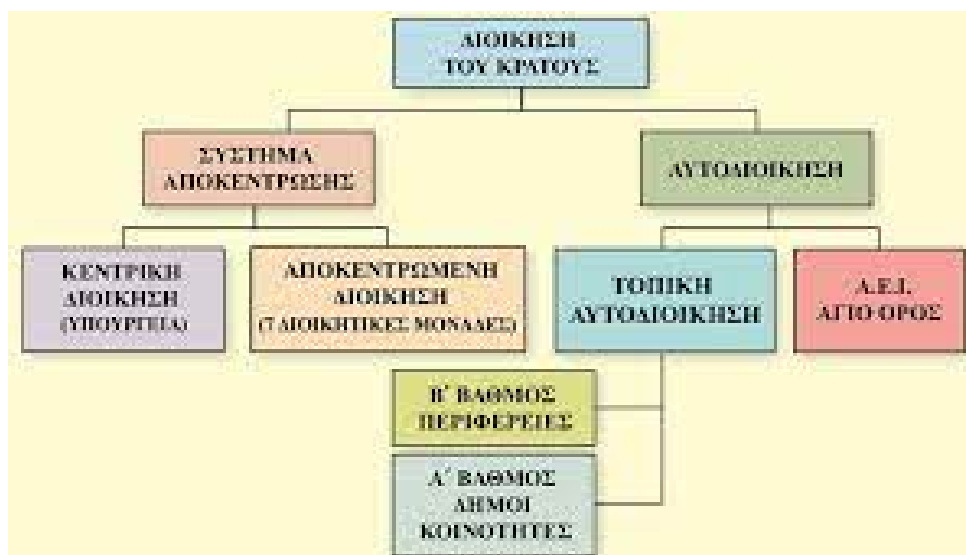 ΔΙΟΙΚΗΣΗ
ΤΟΥ ΚΡΑΤΟΥΣ
ΣΥΣΤΗΜΑ
ΑΠΟΚΕΝΤΡΩΣΗΣ
ΑΥΤΟΔΙΟΙΚΗΣΗ
ΚΕΝΤΡΙΚΗ
ΔΙΟΙΚΗΣΗ
(ΥΠΟΥΡΓΕΙΑ)
ΑΠΟΚΕΝΤΡΩΜΕΝΗ
ΔΙΟΙΚΗΣΗ
(7 ΔΙΟΙΚΗΤΙΚΕΣ ΜΟΝΑΔΕΣ)
ΤΟΠΙΚΗ
ΑΥΤΟΔΙΟΙΚΗΣΗ
Α.Ε.Ι.
ΑΓΙΟ ΟΡΟΣ
Β΄ ΒΑΘΜΟΣ
ΠΕΡΙΦΕΡΕΙΕΣ
Α΄ ΒΑΘΜΟΣ
ΔΗΜΟΙ
ΚΟΙΝΟΤΗΤΕΣ